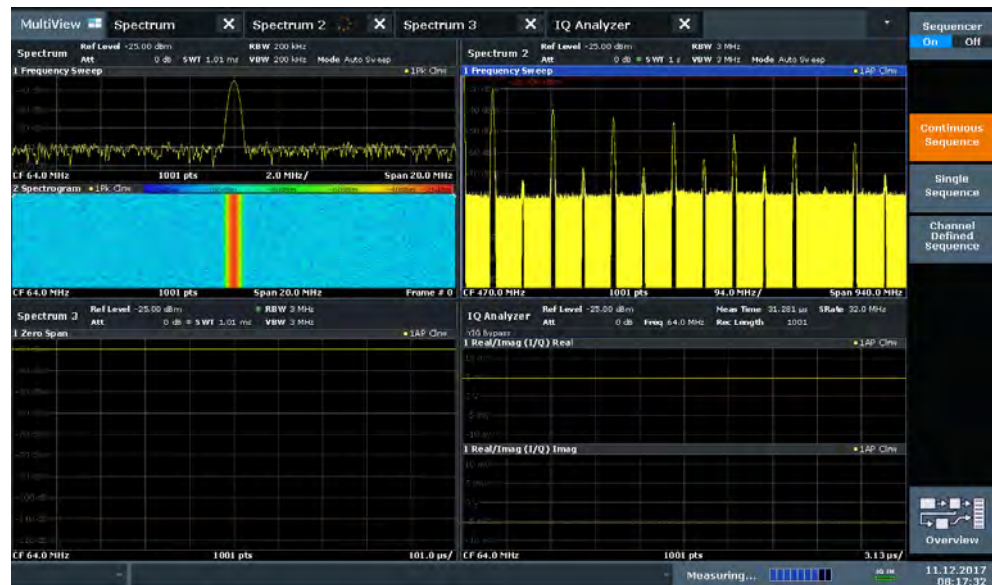 MultiView
Spectrum X
Spectrum 2 X
Spectrum 3 X
IQ Analyzer X
Sequencer
On Off
Continuous
Sequence
Single
Sequence
Channel
Defined
Sequence
Overview
Spectrum Ref Level -25.00 dBm RBW 200 kHz
Att 0 dB SWT 1.01 ms VBW 200 kHz Mode Auto Sweep
1 Frequency Sweep 1Pk Clrw
CF 64.0 MHz 1001 pts 2.0 MHz/ Span 20.0 MHz
2 Spectrogram 1Pk Clrw
CF 64.0 MHz 1001 pts Span 20.0 MHz Frame # 0
Spectrum 2 Ref Level -25.00 dBm RBW 3 MHz
Att 0 dB SWT 1 s VBW 3 MHz Mode Auto Sweep
1 Frequency Sweep 1AP Clrw
CF 470.0 MHz 1001 pts 94.0 MHz/ Span 940.0 MHz
Spectrum 3 Ref Level -25.00 dBm RBW 3 MHz
Att 0 dB SWT 1.01 ms VBW 3 MHz
1 Zero Span 1AP Clrw
CF 64.0 MHz 1001 pts 101.0 µs/
IQ Analyzer Ref Level -25.00 dBm Meas Time 31.281 µs SRate 32.0 MHz
Att 0 dB Freq 64.0 MHz Rec Length 1001
YIG Bypass
1 Real/Imag (I/Q) Real 1AP Clrw
1 Real/Imag (I/Q) Imag 1AP Clrw
CF 64.0 MHz 1001 pts 3.13 µs/
Measuring...
11.12.2017
08:17:32